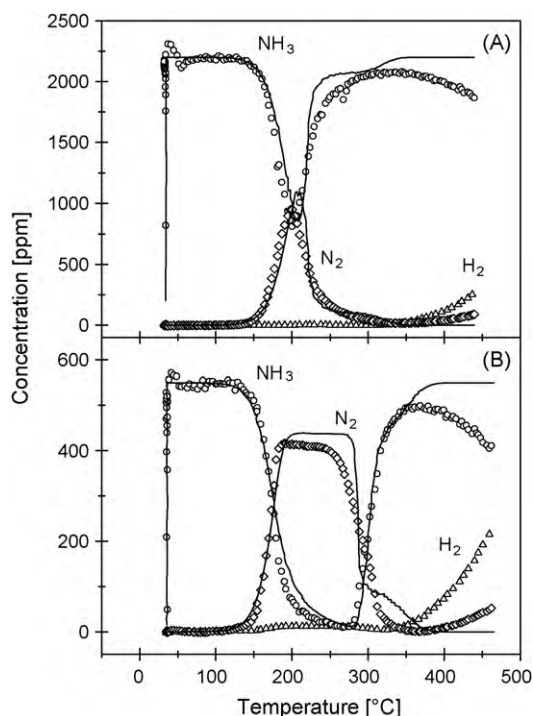 2500
(A)
NH3
2000
1500
1000
N2
500
H2
0
Concentration [ppm]
600
(B)
NH3
N2
400
200
H2
0
0 100 200 300 400 500
Temperature [°C]